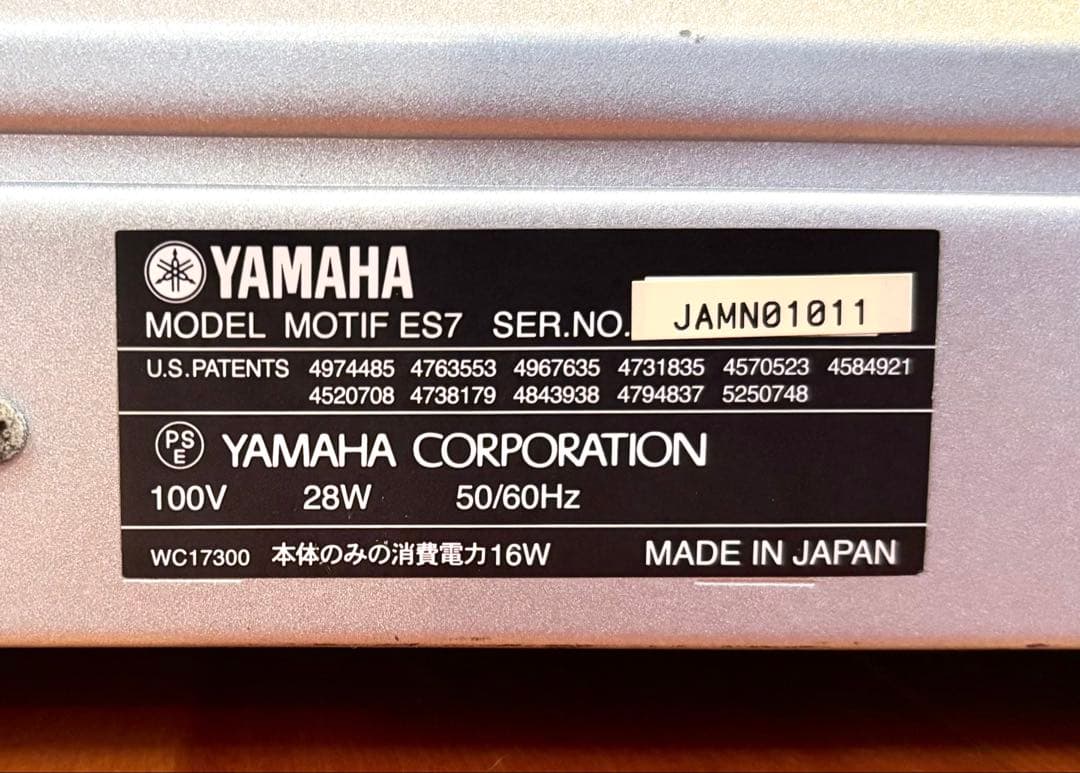 YAMAHA
MODEL MOTIF ES7 SER.NO. JAMN01011
U.S.PATENTS 4974485 4763553 4967635 4731835 4570523 4584921
4520708 4738179 4843938 4794837 5250748
PSE YAMAHA CORPORATION
100V 28W 50/60Hz
WC17300 本体のみの消費電力16W MADE IN JAPAN